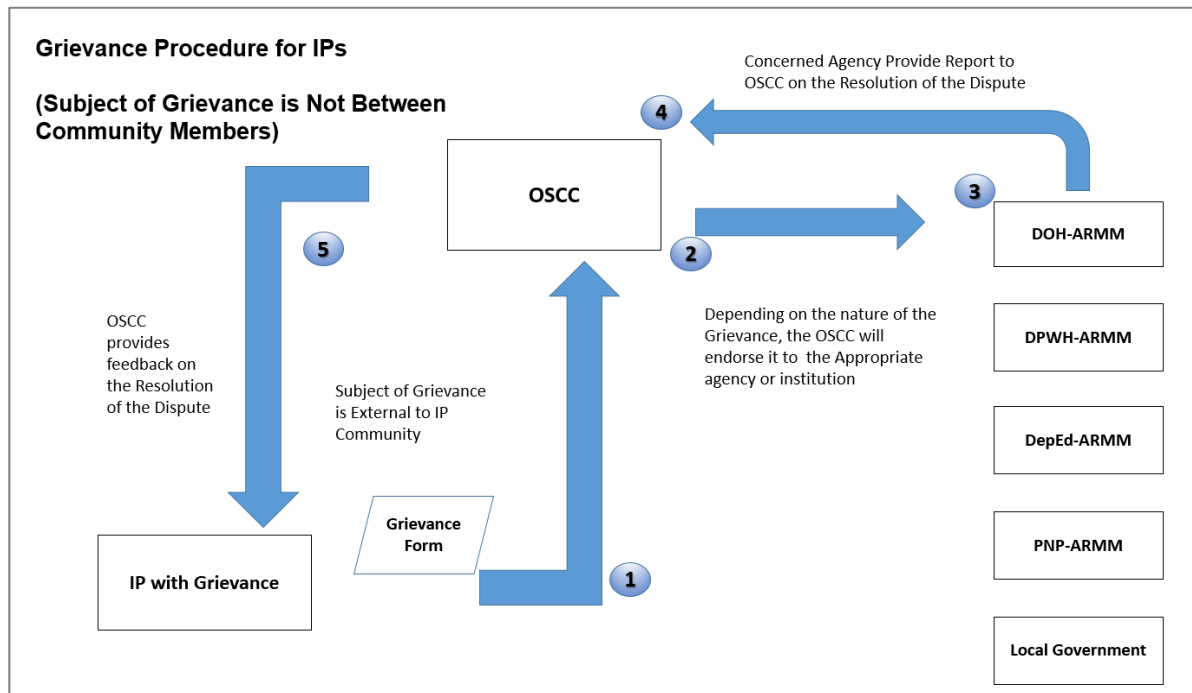 Grievance Procedure for IPs
(Subject of Grievance is Not Between
Community Members)
Concerned Agency Provide Report to
OSCC on the Resolution of the Dispute
4
OSCC
3
DOH-ARMM
2
5
Depending on the nature of the
Grievance, the OSCC will
endorse it to  the Appropriate
agency or institution
DPWH-ARMM
OSCC
provides
feedback on
the Resolution
of the Dispute
Subject of Grievance
is External to IP
Community
DepEd-ARMM
Grievance
Form
PNP-ARMM
IP with Grievance
1
Local Government